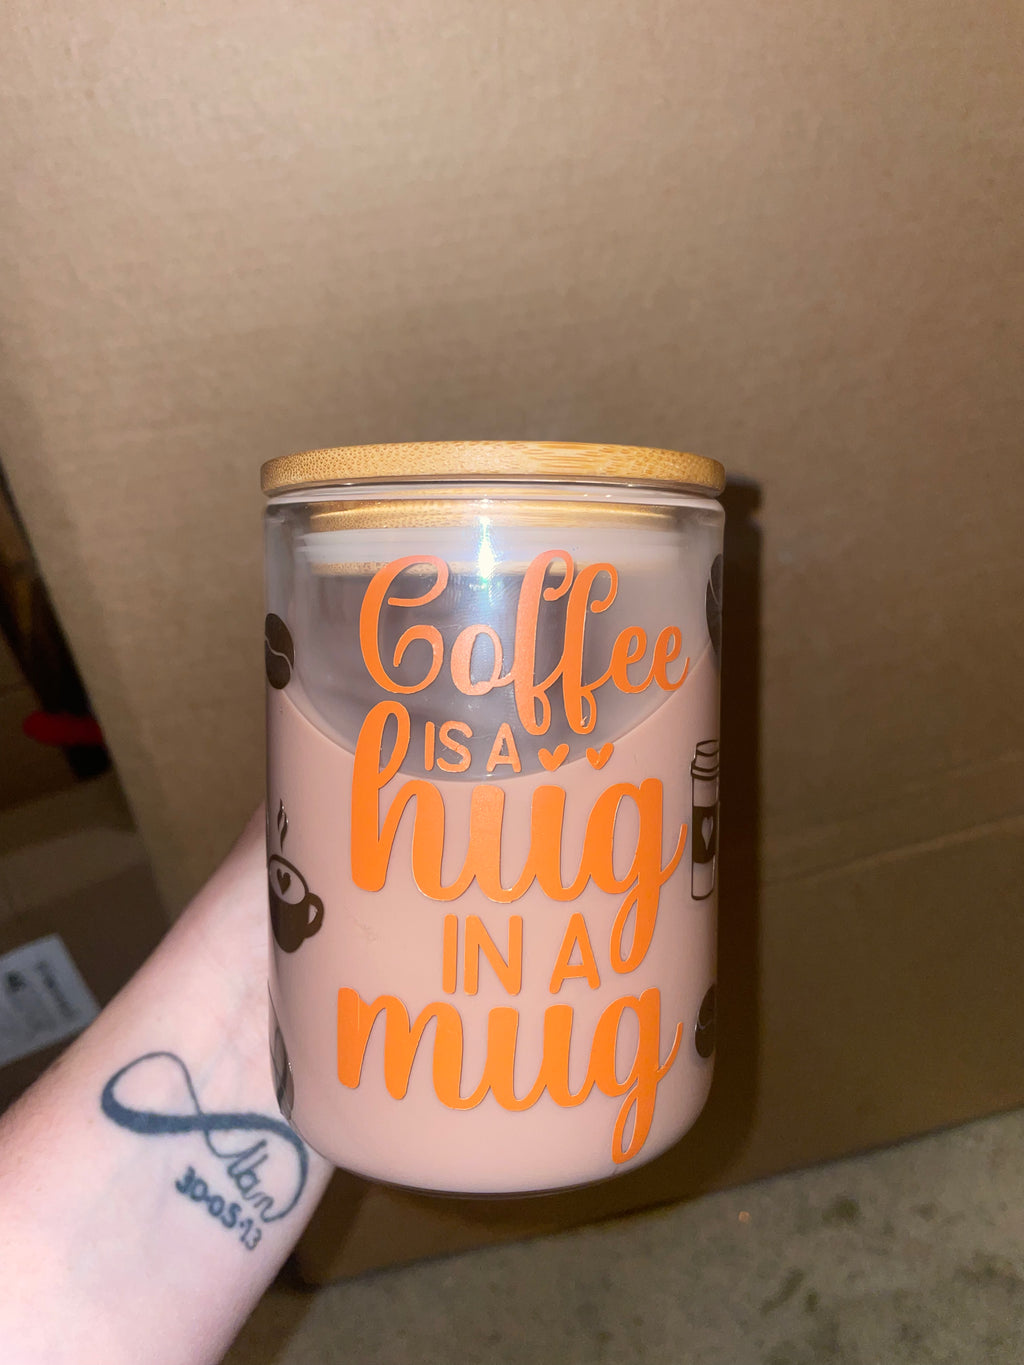 Coffee
IS A
hug
IN A
mug
30·05·13